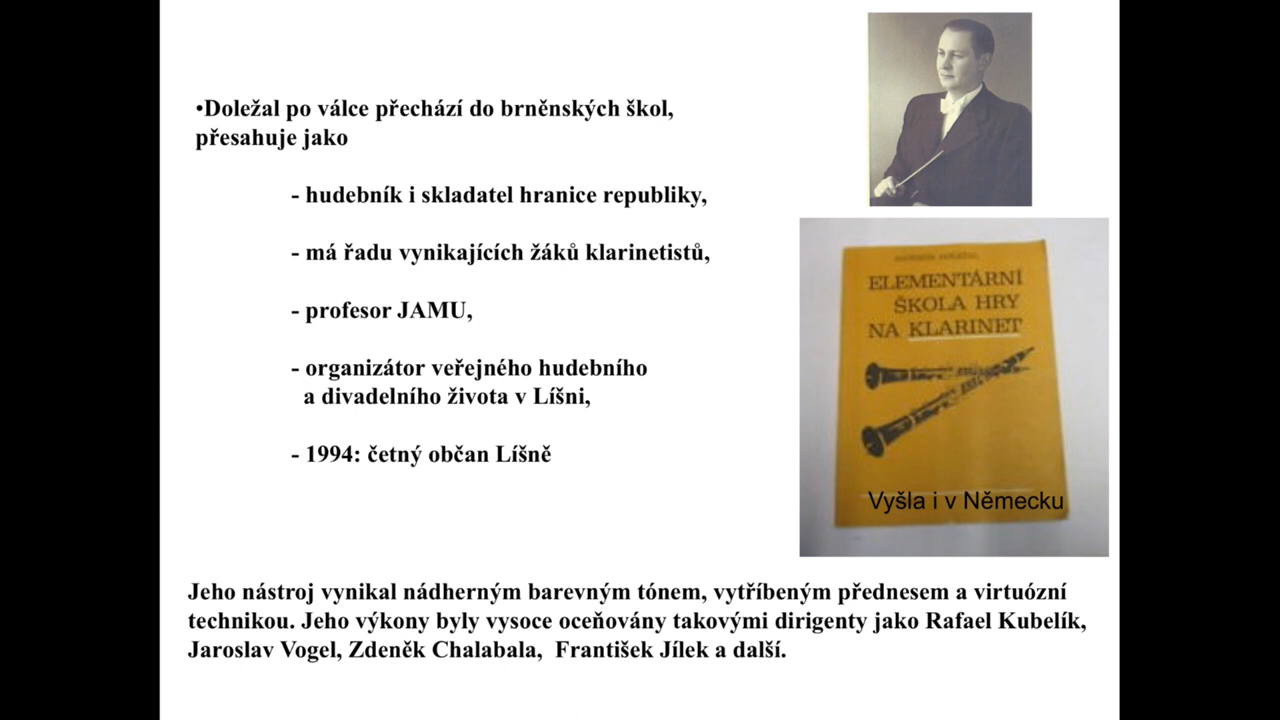 •Doležal po válce přechází do brněnských škol,
přesahuje jako
- hudebník i skladatel hranice republiky,
- má řadu vynikajících žáků klarinetistů,
- profesor JAMU,
- organizátor veřejného hudebního
a divadelního života v Líšni,
- 1994: četný občan Líšně
ELEMENTÁRNÍ
ŠKOLA HRY
NA KLARINET
Vyšla i v Německu
Jeho nástroj vynikal nádherným barevným tónem, vytříbeným přednesem a virtuózní
technikou. Jeho výkony byly vysoce oceňovány takovými dirigenty jako Rafael Kubelík,
Jaroslav Vogel, Zdeněk Chalabala,  František Jílek a další.